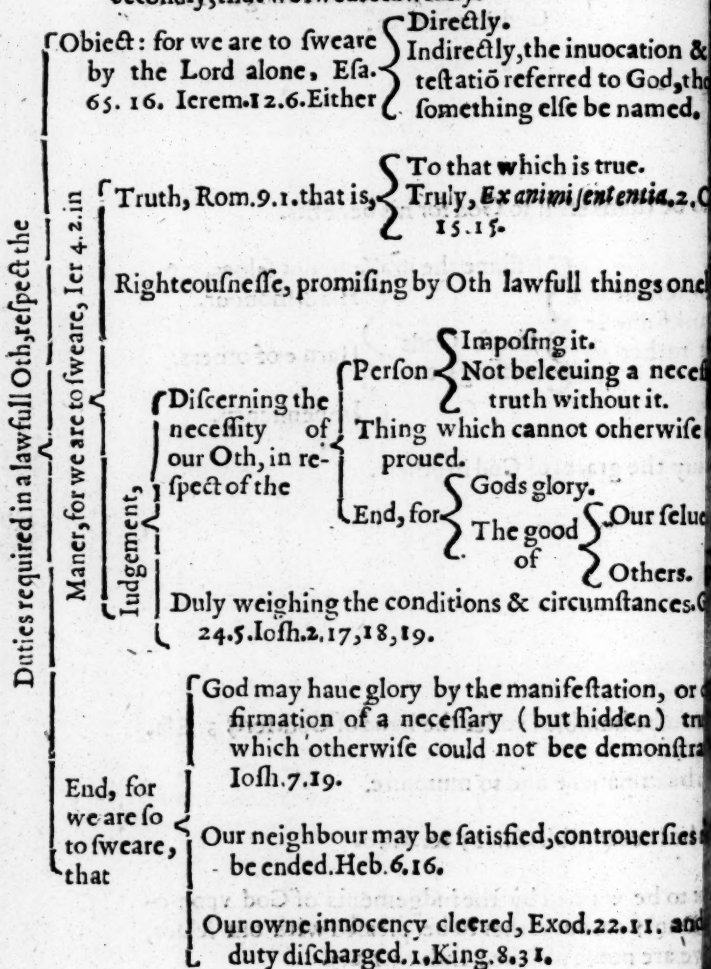 Duties required in a lawfull Oth, reſpect the
Obiect: for we are to ſweare
by the Lord alone, Eſa.
65. 16. Ierem. 12. 6. Either
Directly.
Indirectly, the inuocation &
teſtatiō referred to God,
ſomething elſe be named.
Maner, for we are to ſweare, Ier 4. 2. in
Truth, Rom. 9. 1. that is,
To that which is true.
Truly, Ex animi ſententia. 2.
15. 15.
Righteouſneſſe, promiſing by Oth lawfull things
Iudgement,
Diſcerning the
neceſſity of
our Oth, in re-
ſpect of the
Perſon
Impoſing it.
Not beleeuing a
truth without it.
Thing which cannot otherwiſe
proued.
End, for
Gods glory.
The good
of
Our
Others.
Duly weighing the conditions & circumſtances.
24. 5. Ioſh. 2. 17, 18, 19.
End, for
we are ſo
to ſweare,
that
God may haue glory by the manifeſtation, or
firmation of a neceſſary (but hidden)
which otherwiſe could not bee
Ioſh. 7. 19.
Our neighbour may be ſatisfied, controuerſies
be ended. Heb. 6. 16.
Our owne innocency cleered, Exod. 22. 11. and
duty diſcharged. 1. King. 8. 31.